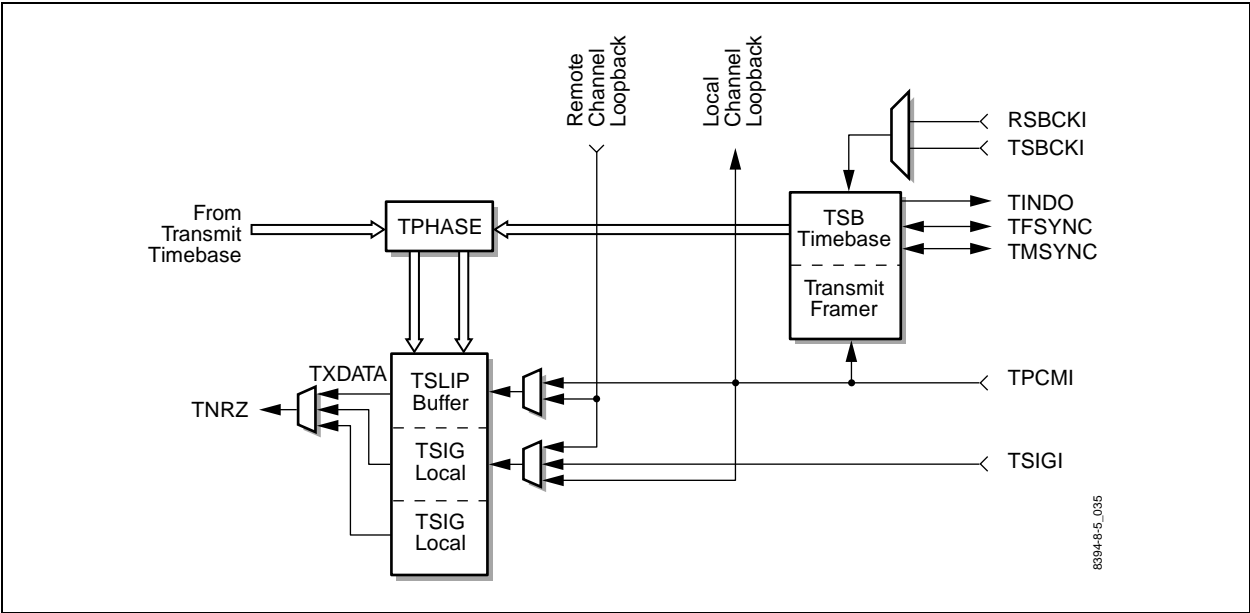 Remote
Channel
Loopback
Local
Channel
Loopback
RSBCKI
TSBCKI
From
Transmit
Timebase
TPHASE
TSB
Timebase
Transmit
Framer
TINDO
TFSYNC
TMSYNC
TXDATA
TNRZ
TSLIP
Buffer
TSIG
Local
TSIG
Local
TPCMI
TSIGI
8394-8-5_035